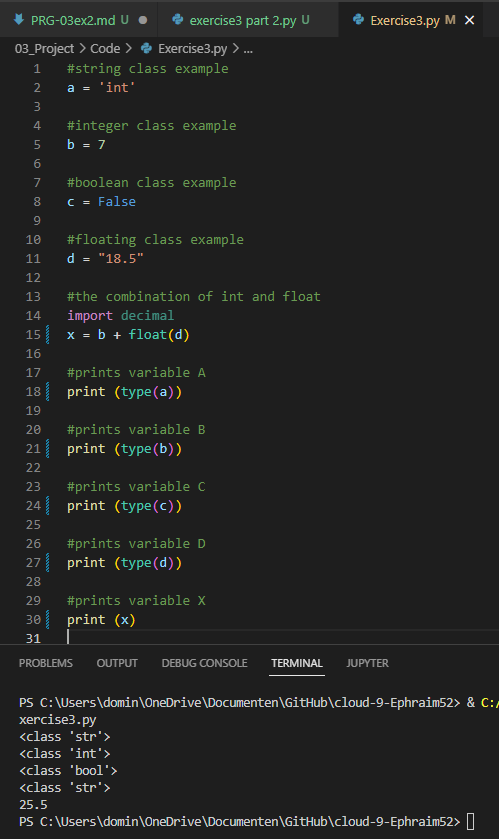 PRG-03ex2.md U ● exercise3 part 2.py U Exercise3.py M ×
03_Project > Code > Exercise3.py > ...
1 #string class example
2 a = 'int'
3
4 #integer class example
5 b = 7
6
7 #boolean class example
8 c = False
9
10 #floating class example
11 d = "18.5"
12
13 #the combination of int and float
14 import decimal
15 x = b + float(d)
16
17 #prints variable A
18 print (type(a))
19
20 #prints variable B
21 print (type(b))
22
23 #prints variable C
24 print (type(c))
25
26 #prints variable D
27 print (type(d))
28
29 #prints variable X
30 print (x)
31
PROBLEMS OUTPUT DEBUG CONSOLE TERMINAL JUPYTER
PS C:\Users\domin\OneDrive\Documenten\GitHub\cloud-9-Ephraim52> & C:/
xercise3.py
<class 'str'>
<class 'int'>
<class 'bool'>
<class 'str'>
25.5
PS C:\Users\domin\OneDrive\Documenten\GitHub\cloud-9-Ephraim52>